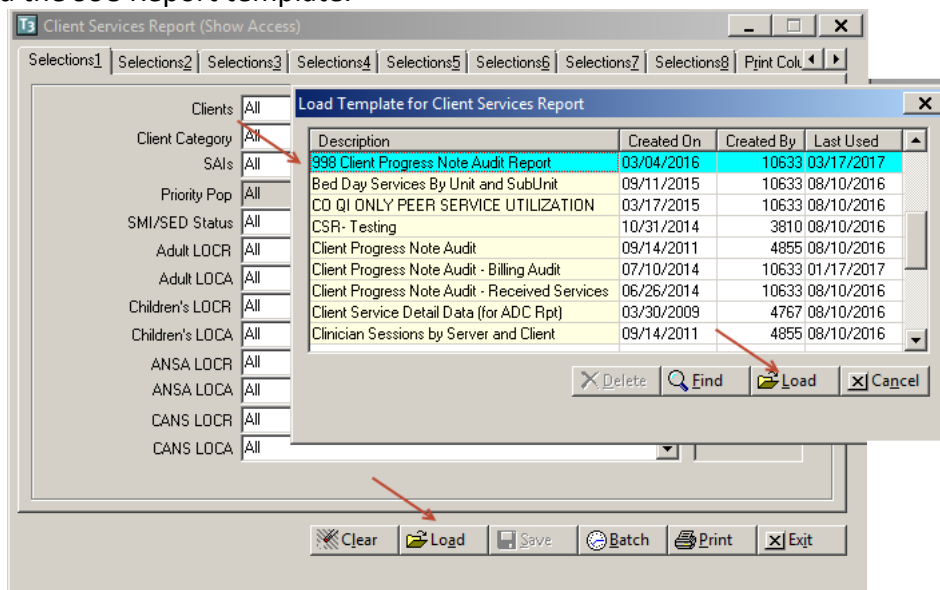 the 998 Report template.
T3 Client Services Report (Show Access)
Selections1 Selections2 Selections3 Selections4 Selections5 Selections6 Selections7 Selections8 Print Colu
Clients All
Client Category All
SAIs All
Priority Pop All
SMI/SED Status All
Adult LOCR All
Adult LOCA All
Children's LOCR All
Children's LOCA All
ANSA LOCR All
ANSA LOCA All
CANS LOCR All
CANS LOCA All
Load Template for Client Services Report
Description Created On Created By Last Used
998 Client Progress Note Audit Report 03/04/2016 10633 03/17/2017
Bed Day Services By Unit and SubUnit 09/11/2015 10633 08/10/2016
CO QI ONLY PEER SERVICE UTILIZATION 03/17/2015 10633 08/10/2016
CSR- Testing 10/31/2014 3810 08/10/2016
Client Progress Note Audit 09/14/2011 4855 08/10/2016
Client Progress Note Audit - Billing Audit 07/10/2014 10633 01/17/2017
Client Progress Note Audit - Received Services 06/26/2014 10633 08/10/2016
Client Service Detail Data (for ADC Rpt) 03/30/2009 4767 08/10/2016
Clinician Sessions by Server and Client 09/14/2011 4855 08/10/2016
Delete Find Load Cancel
Clear Load Save Batch Print Exit